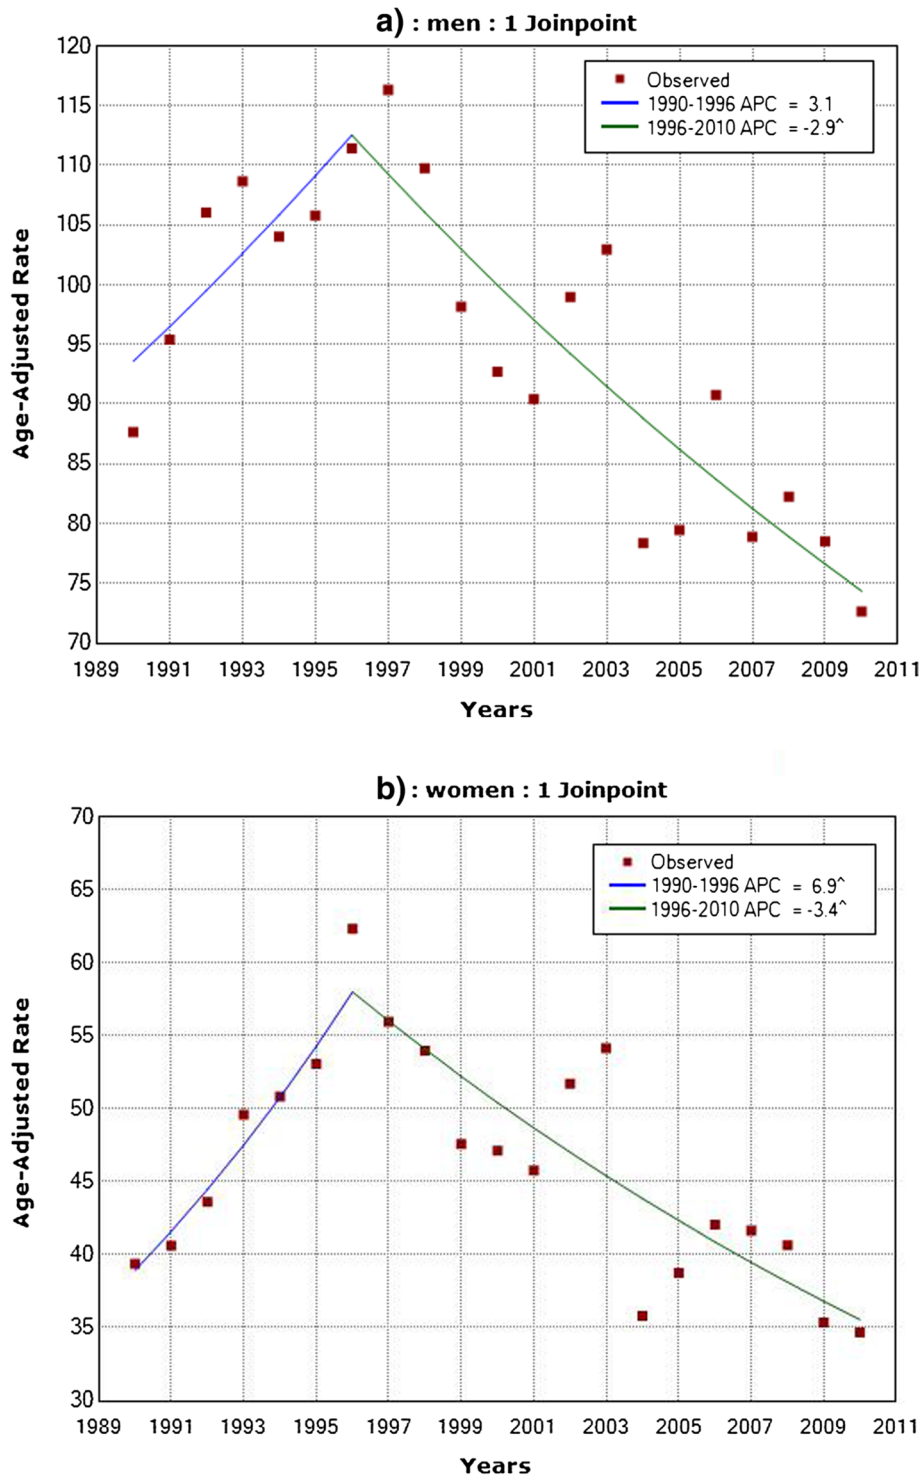 a) : men : 1 Joinpoint
120
115
110
105
100
95
90
85
80
75
70
Age-Adjusted Rate
Observed
1990-1996 APC = 3.1
1996-2010 APC = -2.9^
1989 1991 1993 1995 1997 1999 2001 2003 2005 2007 2009 2011
Years
b) : women : 1 Joinpoint
70
65
60
55
50
45
40
35
30
Age-Adjusted Rate
Observed
1990-1996 APC = 6.9^
1996-2010 APC = -3.4^
1989 1991 1993 1995 1997 1999 2001 2003 2005 2007 2009 2011
Years